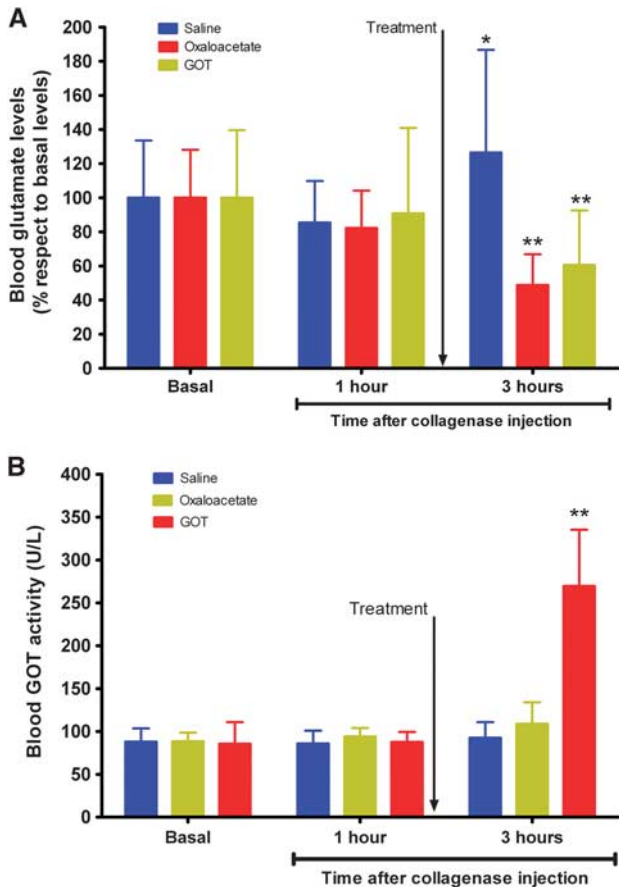 A
Blood glutamate levels
(% respect to basal levels)
200
180
160
140
120
100
80
60
40
20
0
Saline
Oxaloacetate
GOT
Treatment
*
**
**
Basal
1 hour
3 hours
Time after collagenase injection
B
Blood GOT activity (U/L)
400
350
300
250
200
150
100
50
0
Saline
Oxaloacetate
GOT
Treatment
**
Basal
1 hour
3 hours
Time after collagenase injection